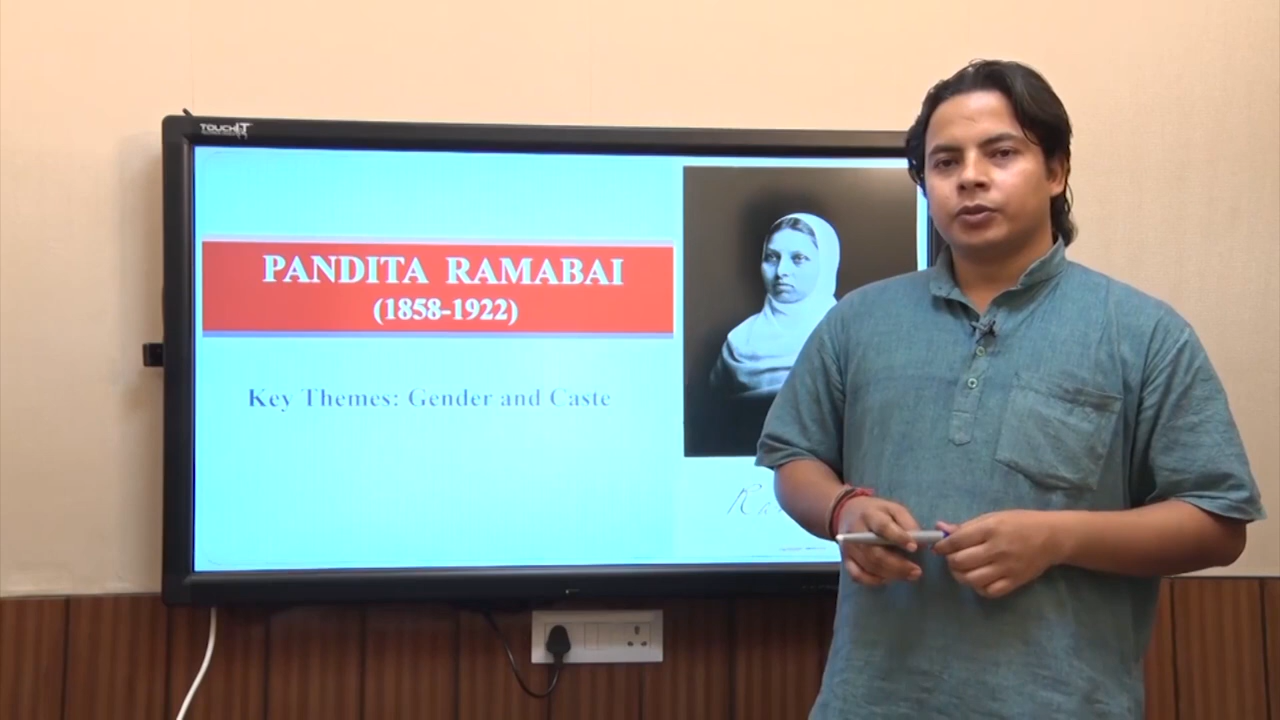 TOUCHIT
PANDITA RAMABAI
(1858-1922)
Key Themes: Gender and Caste